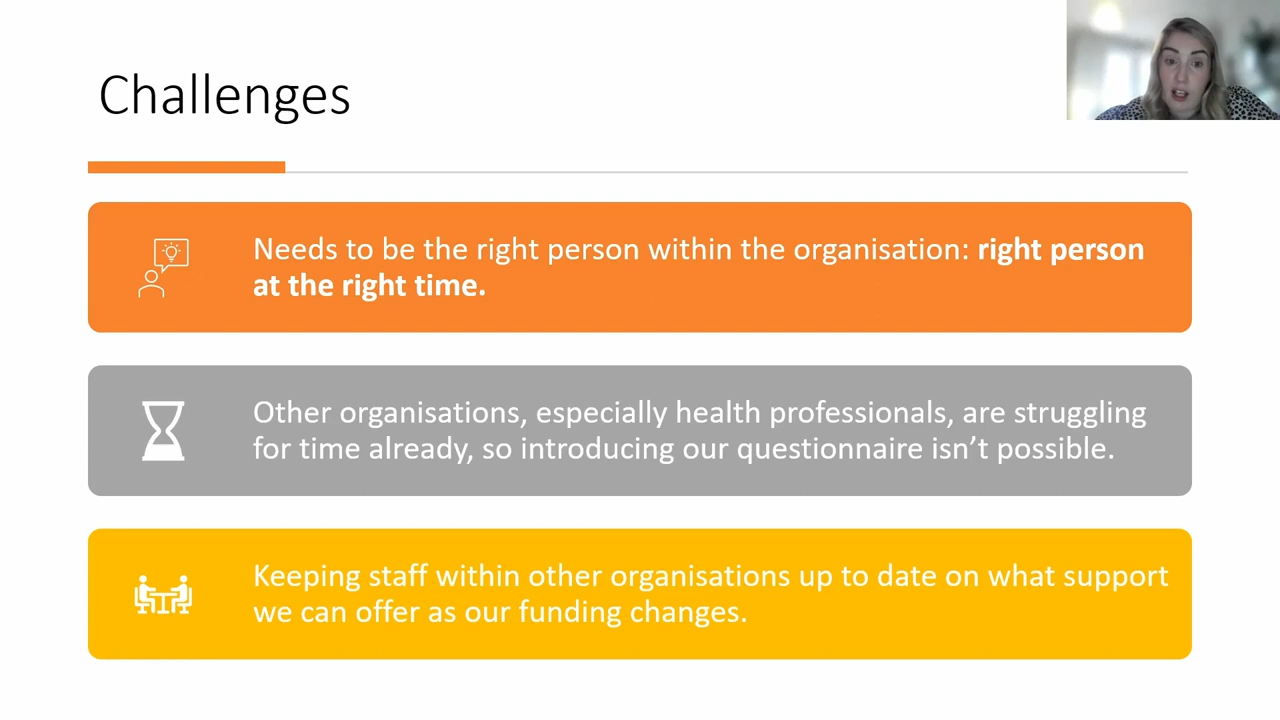 Challenges
Needs to be the right person within the organisation: right person
at the right time.
Other organisations, especially health professionals, are struggling
for time already, so introducing our questionnaire isn’t possible.
Keeping staff within other organisations up to date on what support
we can offer as our funding changes.